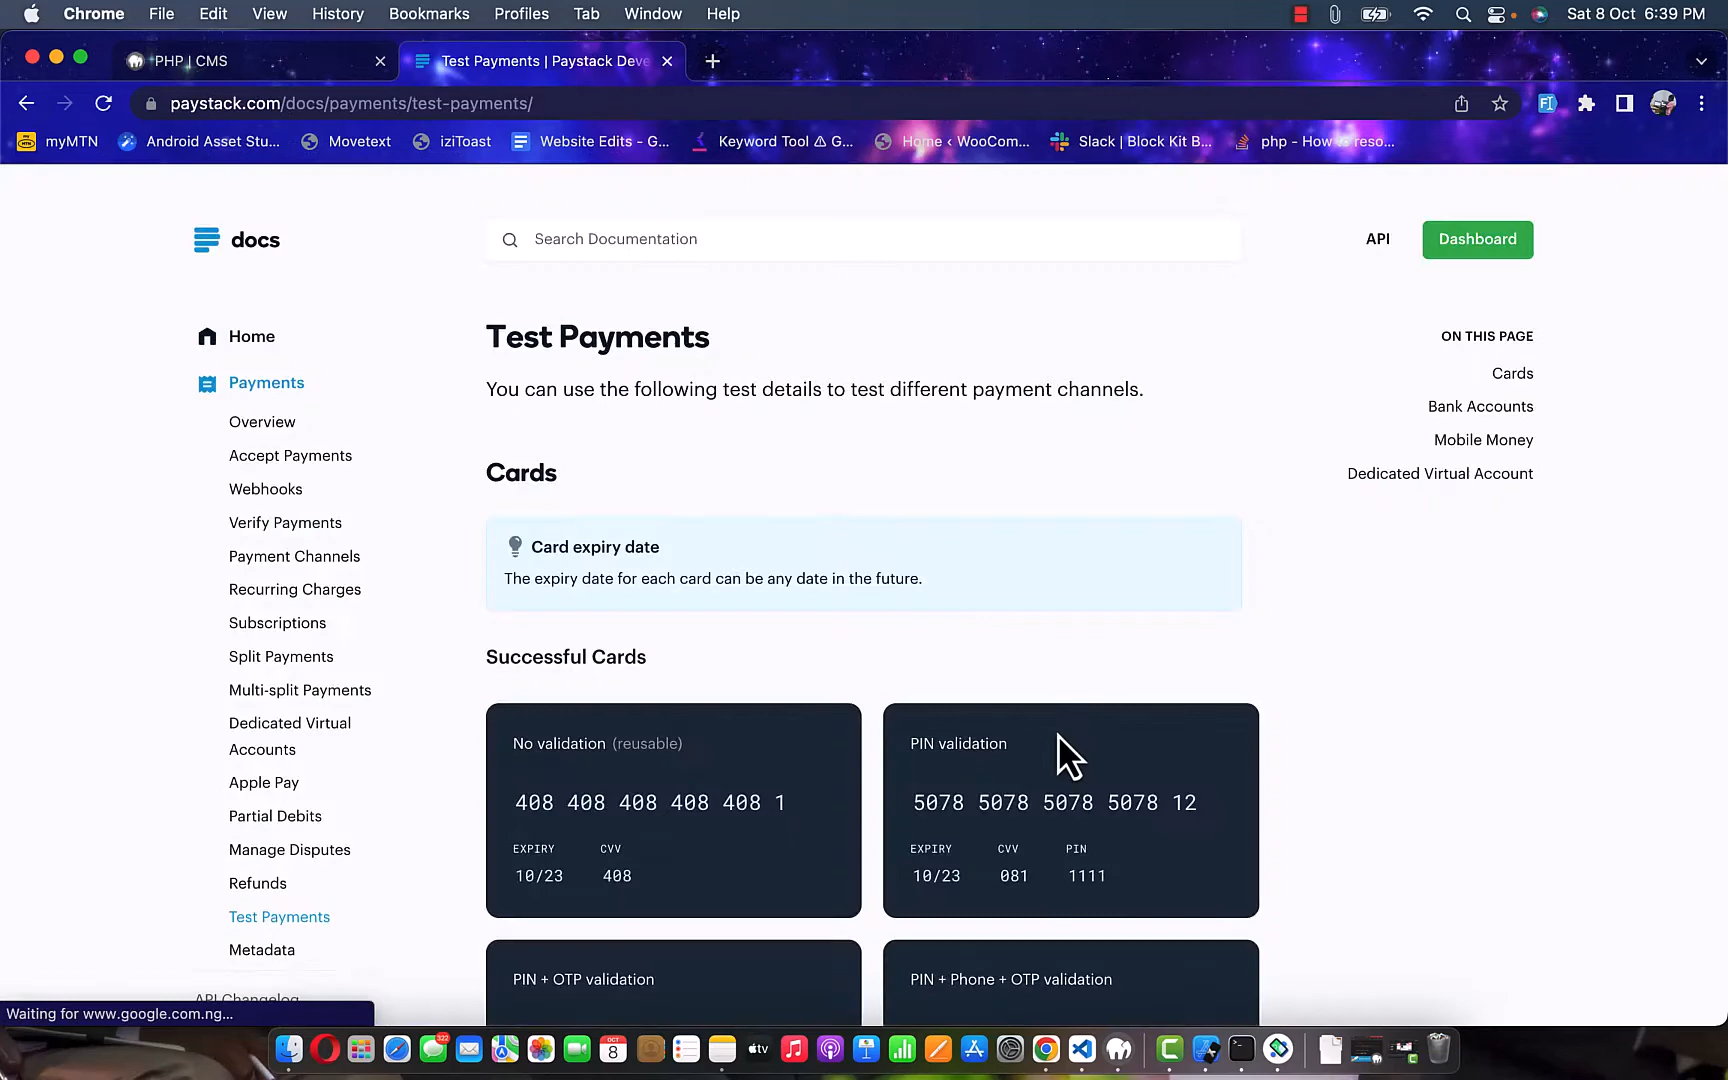 Chrome File Edit View History Bookmarks Profiles Tab Window Help Sat 8 Oct 6:39 PM
PHP | CMS Test Payments | Paystack Deve
paystack.com/docs/payments/test-payments/
myMTN Android Asset Stu... Movetext iziToast Website Edits - G... Keyword Tool ⚠ G... Home ‹ WooCom... Slack | Block Kit B... php - How reso...
docs
Search Documentation
API
Dashboard
Home
Payments
Overview
Accept Payments
Webhooks
Verify Payments
Payment Channels
Recurring Charges
Subscriptions
Split Payments
Multi-split Payments
Dedicated Virtual
Accounts
Apple Pay
Partial Debits
Manage Disputes
Refunds
Test Payments
Metadata
API Changelog
Test Payments
You can use the following test details to test different payment channels.
Cards
Card expiry date
The expiry date for each card can be any date in the future.
Successful Cards
No validation (reusable)
408 408 408 408 408 1
EXPIRY CVV
10/23 408
PIN validation
5078 5078 5078 5078 12
EXPIRY CVV PIN
10/23 081 1111
PIN + OTP validation
PIN + Phone + OTP validation
ON THIS PAGE
Cards
Bank Accounts
Mobile Money
Dedicated Virtual Account
Waiting for www.google.com.ng...
322
OCT
8
tv